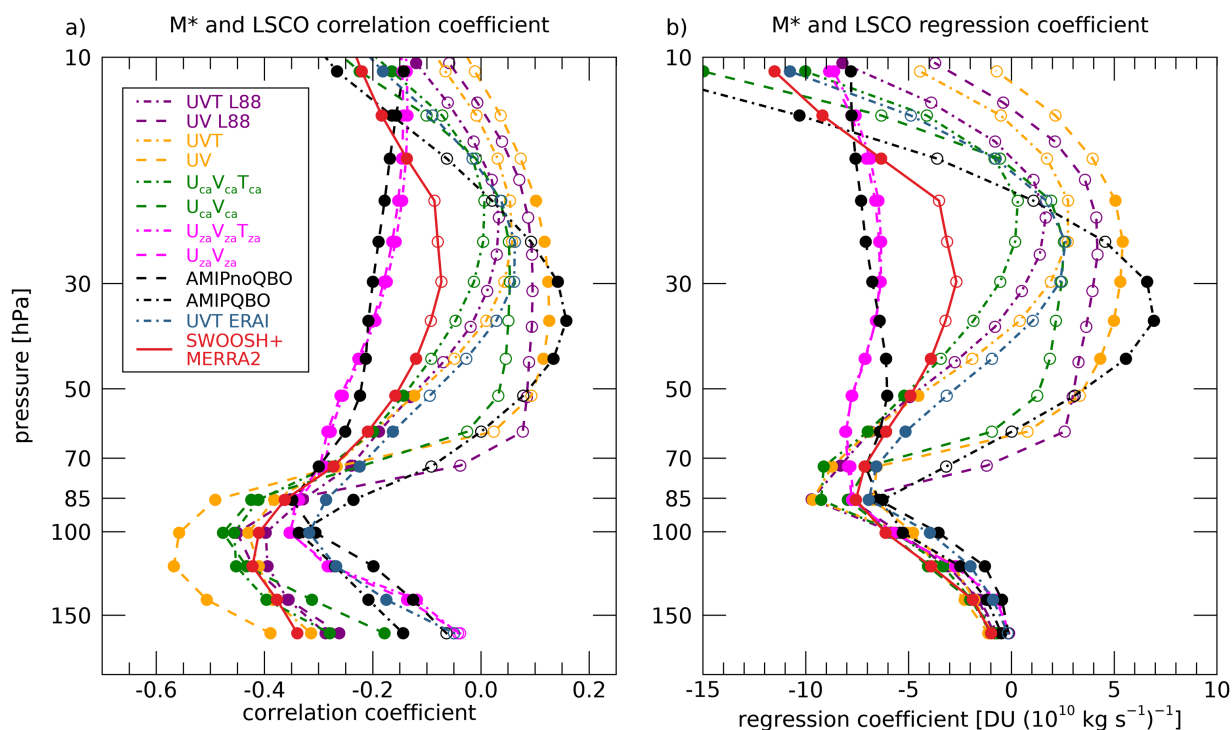 a)
M* and LSCO correlation coefficient
10
30
50
70
85
100
150
pressure [hPa]
UVT L88
UV L88
UVT
UV
UcaVcaTca
UcaVca
UzaVzaTza
UzaVza
AMIPnoQBO
AMIPQBO
UVT ERAI
SWOOSH+
MERRA2
-0.6 -0.4 -0.2 0.0 0.2
correlation coefficient
b)
M* and LSCO regression coefficient
10
30
50
70
85
100
150
-15 -10 -5 0 5 10
regression coefficient [DU (10¹⁰ kg s⁻¹)⁻¹]